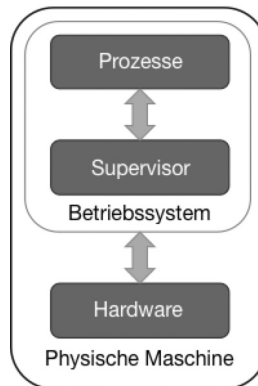 Prozesse
Supervisor
Betriebssystem
Hardware
Physische Maschine